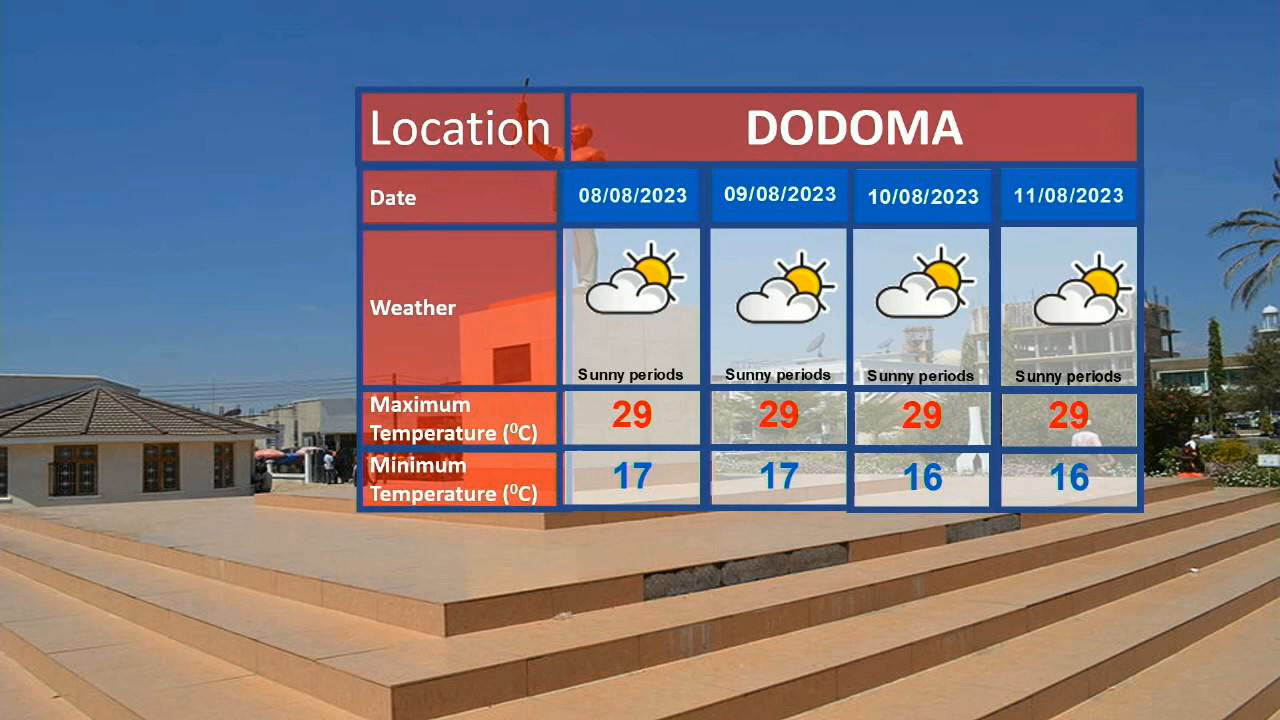 Location DODOMA
Date 08/08/2023 09/08/2023 10/08/2023 11/08/2023
Weather
Sunny periods Sunny periods Sunny periods Sunny periods
Maximum
Temperature (⁰C) 29 29 29 29
Minimum
Temperature (⁰C) 17 17 16 16